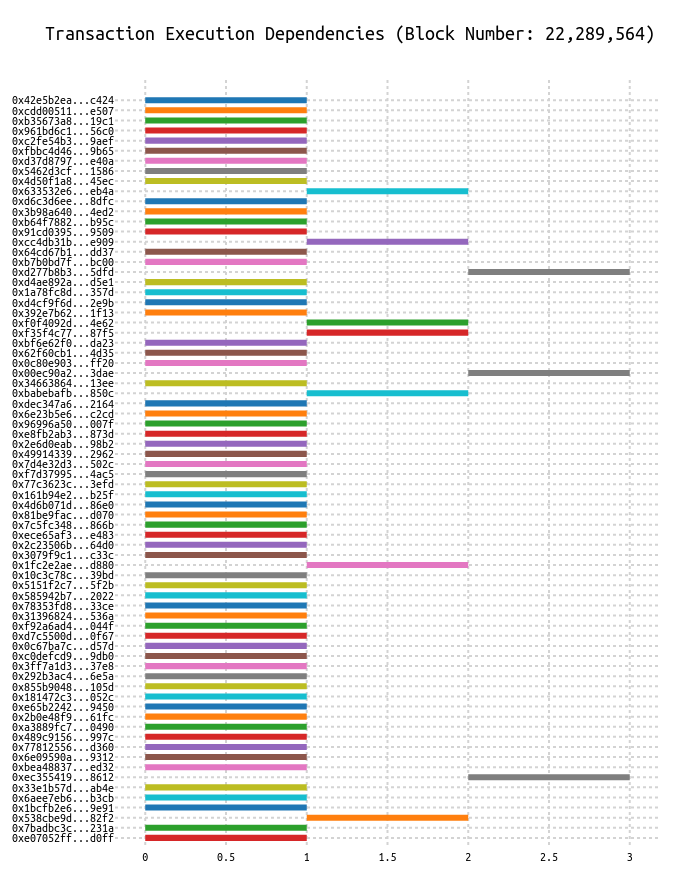 Transaction Execution Dependencies (Block Number: 22,289,564)
0x42e5b2ea...c424
0xcdd00511...e507
0xb35673a8...19c1
0x961bd6c1...56c0
0xc2fe54b3...9aef
0xfbbc4d46...9b65
0xd37d8797...e40a
0x5462d3cf...1586
0x4d50f1a8...45ec
0x633532e6...eb4a
0xd6c3d6ee...8dfc
0x3b98a640...4ed2
0xb64f7882...b95c
0x91cd0395...9509
0xcc4db31b...e909
0x64cd67b1...dd37
0xb7b0bd7f...bc00
0xd277b8b3...5dfd
0xd4ae892a...d5e1
0x1a78fc8d...357d
0xd4cf9f6d...2e9b
0x392e7b62...1f13
0xf0f4092d...4e62
0xf35f4c77...87f5
0xbf6e62f0...da23
0x62f60cb1...4d35
0x0c80e903...ff20
0x00ec90a2...3dae
0x34663864...13ee
0xbabebafb...850c
0xdec347a6...2164
0x6e23b5e6...c2cd
0x96996a50...007f
0xe8fb2ab3...873d
0x2e6d0eab...98b2
0x49914339...2962
0x7d4e32d3...502c
0xf7d37995...4ac5
0x77c3623c...3efd
0x161b94e2...b25f
0x4d6b071d...86e0
0x81be9fac...d070
0x7c5fc348...866b
0xece65af3...e483
0x2c23506b...64d0
0x3079f9c1...c33c
0x1fc2e2ae...d880
0x10c3c78c...39bd
0x5151f2c7...5f2b
0x585942b7...2022
0x78353fd8...33ce
0x31396824...536a
0xf92a6ad4...044f
0xd7c5500d...0f67
0x0c67ba7c...d57d
0xc0defcd9...9db0
0x3ff7a1d3...37e8
0x292b3ac4...6e5a
0x855b9048...105d
0x181472c3...052c
0xe65b2242...9450
0x2b0e48f9...61fc
0xa3889fc7...0490
0x489c9156...997c
0x77812556...d360
0x6e09590a...9312
0xbea48837...ed32
0xec355419...8612
0x33e1b57d...ab4e
0x6aee7eb6...b3cb
0x1bcfb2e6...9e91
0x538cbe9d...82f2
0x7badbc3c...231a
0xe07052ff...d0ff
0 0.5 1 1.5 2 2.5 3